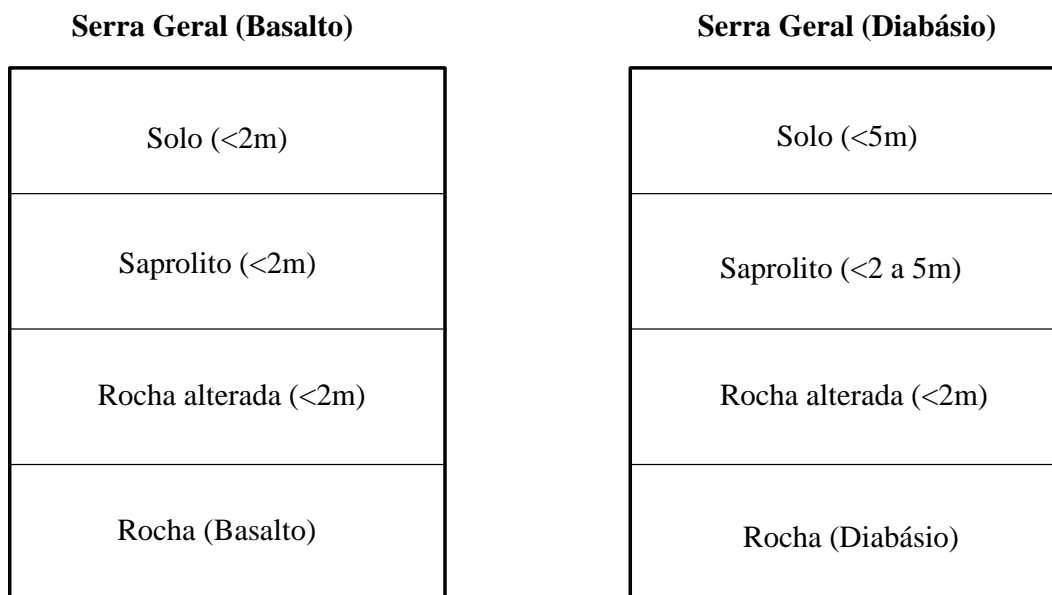 Serra Geral (Basalto)
Solo (<2m)
Saprolito (<2m)
Rocha alterada (<2m)
Rocha (Basalto)
Serra Geral (Diabásio)
Solo (<5m)
Saprolito (<2 a 5m)
Rocha alterada (<2m)
Rocha (Diabásio)